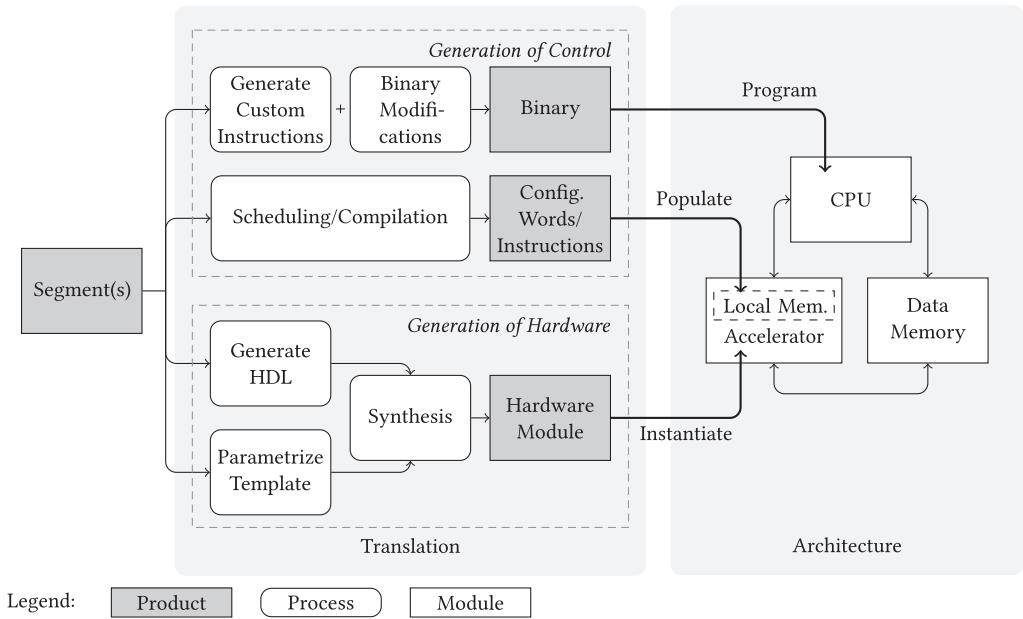 Generation of Control
Generate
Custom
Instructions
+
Binary
Modifi-
cations
Binary
Program
Scheduling/Compilation
Config.
Words/
Instructions
Populate
CPU
Segment(s)
Local Mem.
Accelerator
Data
Memory
Generation of Hardware
Generate
HDL
Synthesis
Hardware
Module
Instantiate
Parametrize
Template
Translation
Architecture
Legend:
Product
Process
Module